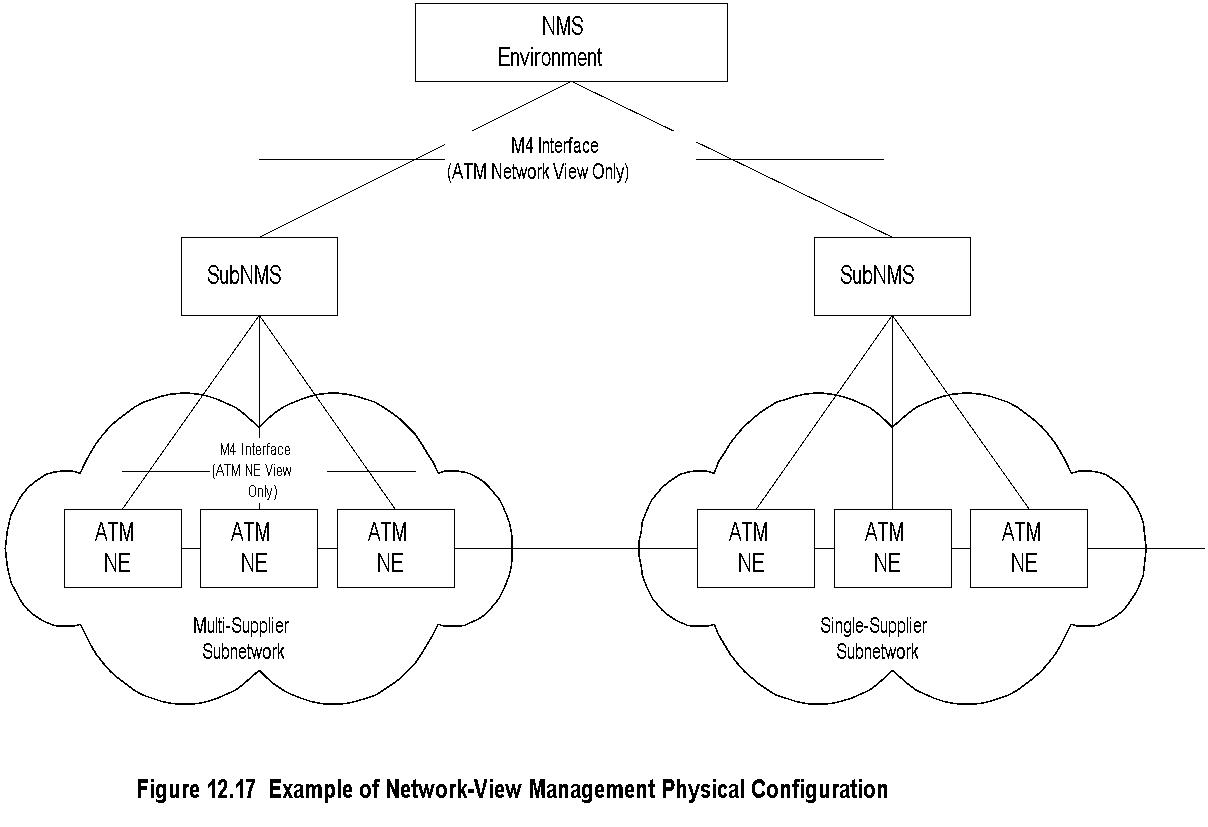 NMS
Environment
M4 Interface
(ATM Network View Only)
SubNMS
SubNMS
M4 Interface
(ATM NE View
Only)
ATM
NE
ATM
NE
ATM
NE
ATM
NE
ATM
NE
ATM
NE
Multi-Supplier
Subnetwork
Single-Supplier
Subnetwork
Figure 12.17 Example of Network-View Management Physical Configuration